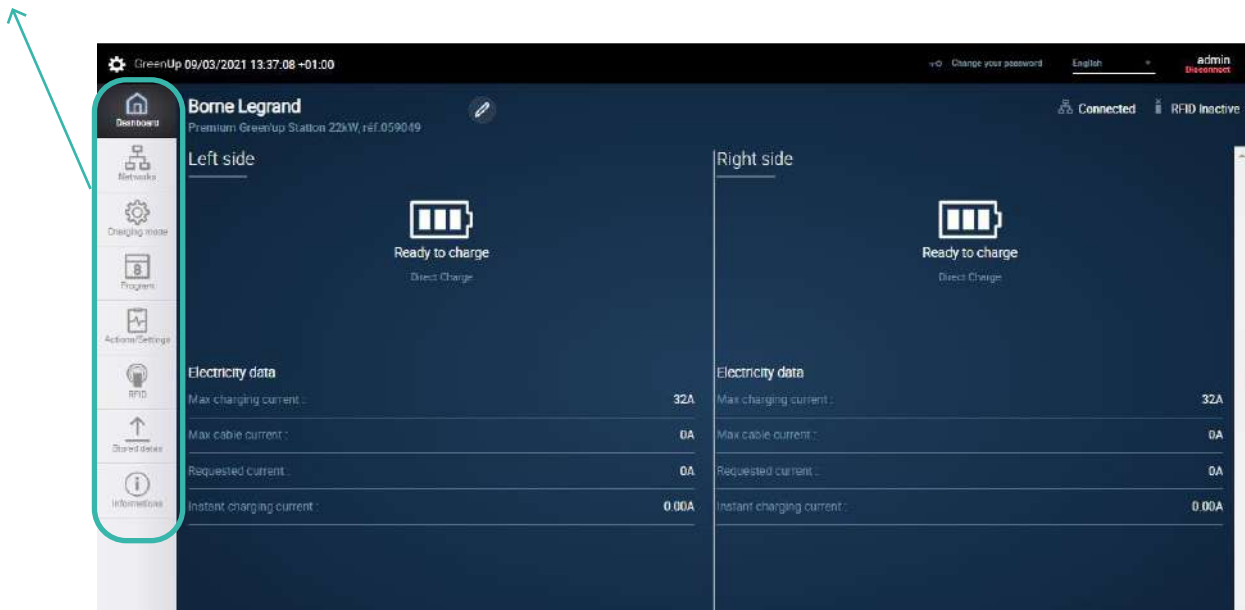 GreenUp 09/03/2021 13:37:08 +01:00
Change your password
English
admin
Disconnect
Borne Legrand
Premium Green'up Station 22kW, réf.059049
Connected
RFID Inactive
Dashboard
Networks
Charging mode
8
Program
Actions/Settings
RFID
Stored datas
Informations
Left side
Ready to charge
Direct Charge
Electricity data
Max charging current : 32A
Max cable current : 0A
Requested current : 0A
Instant charging current : 0.00A
Right side
Ready to charge
Direct Charge
Electricity data
Max charging current : 32A
Max cable current : 0A
Requested current : 0A
Instant charging current : 0.00A